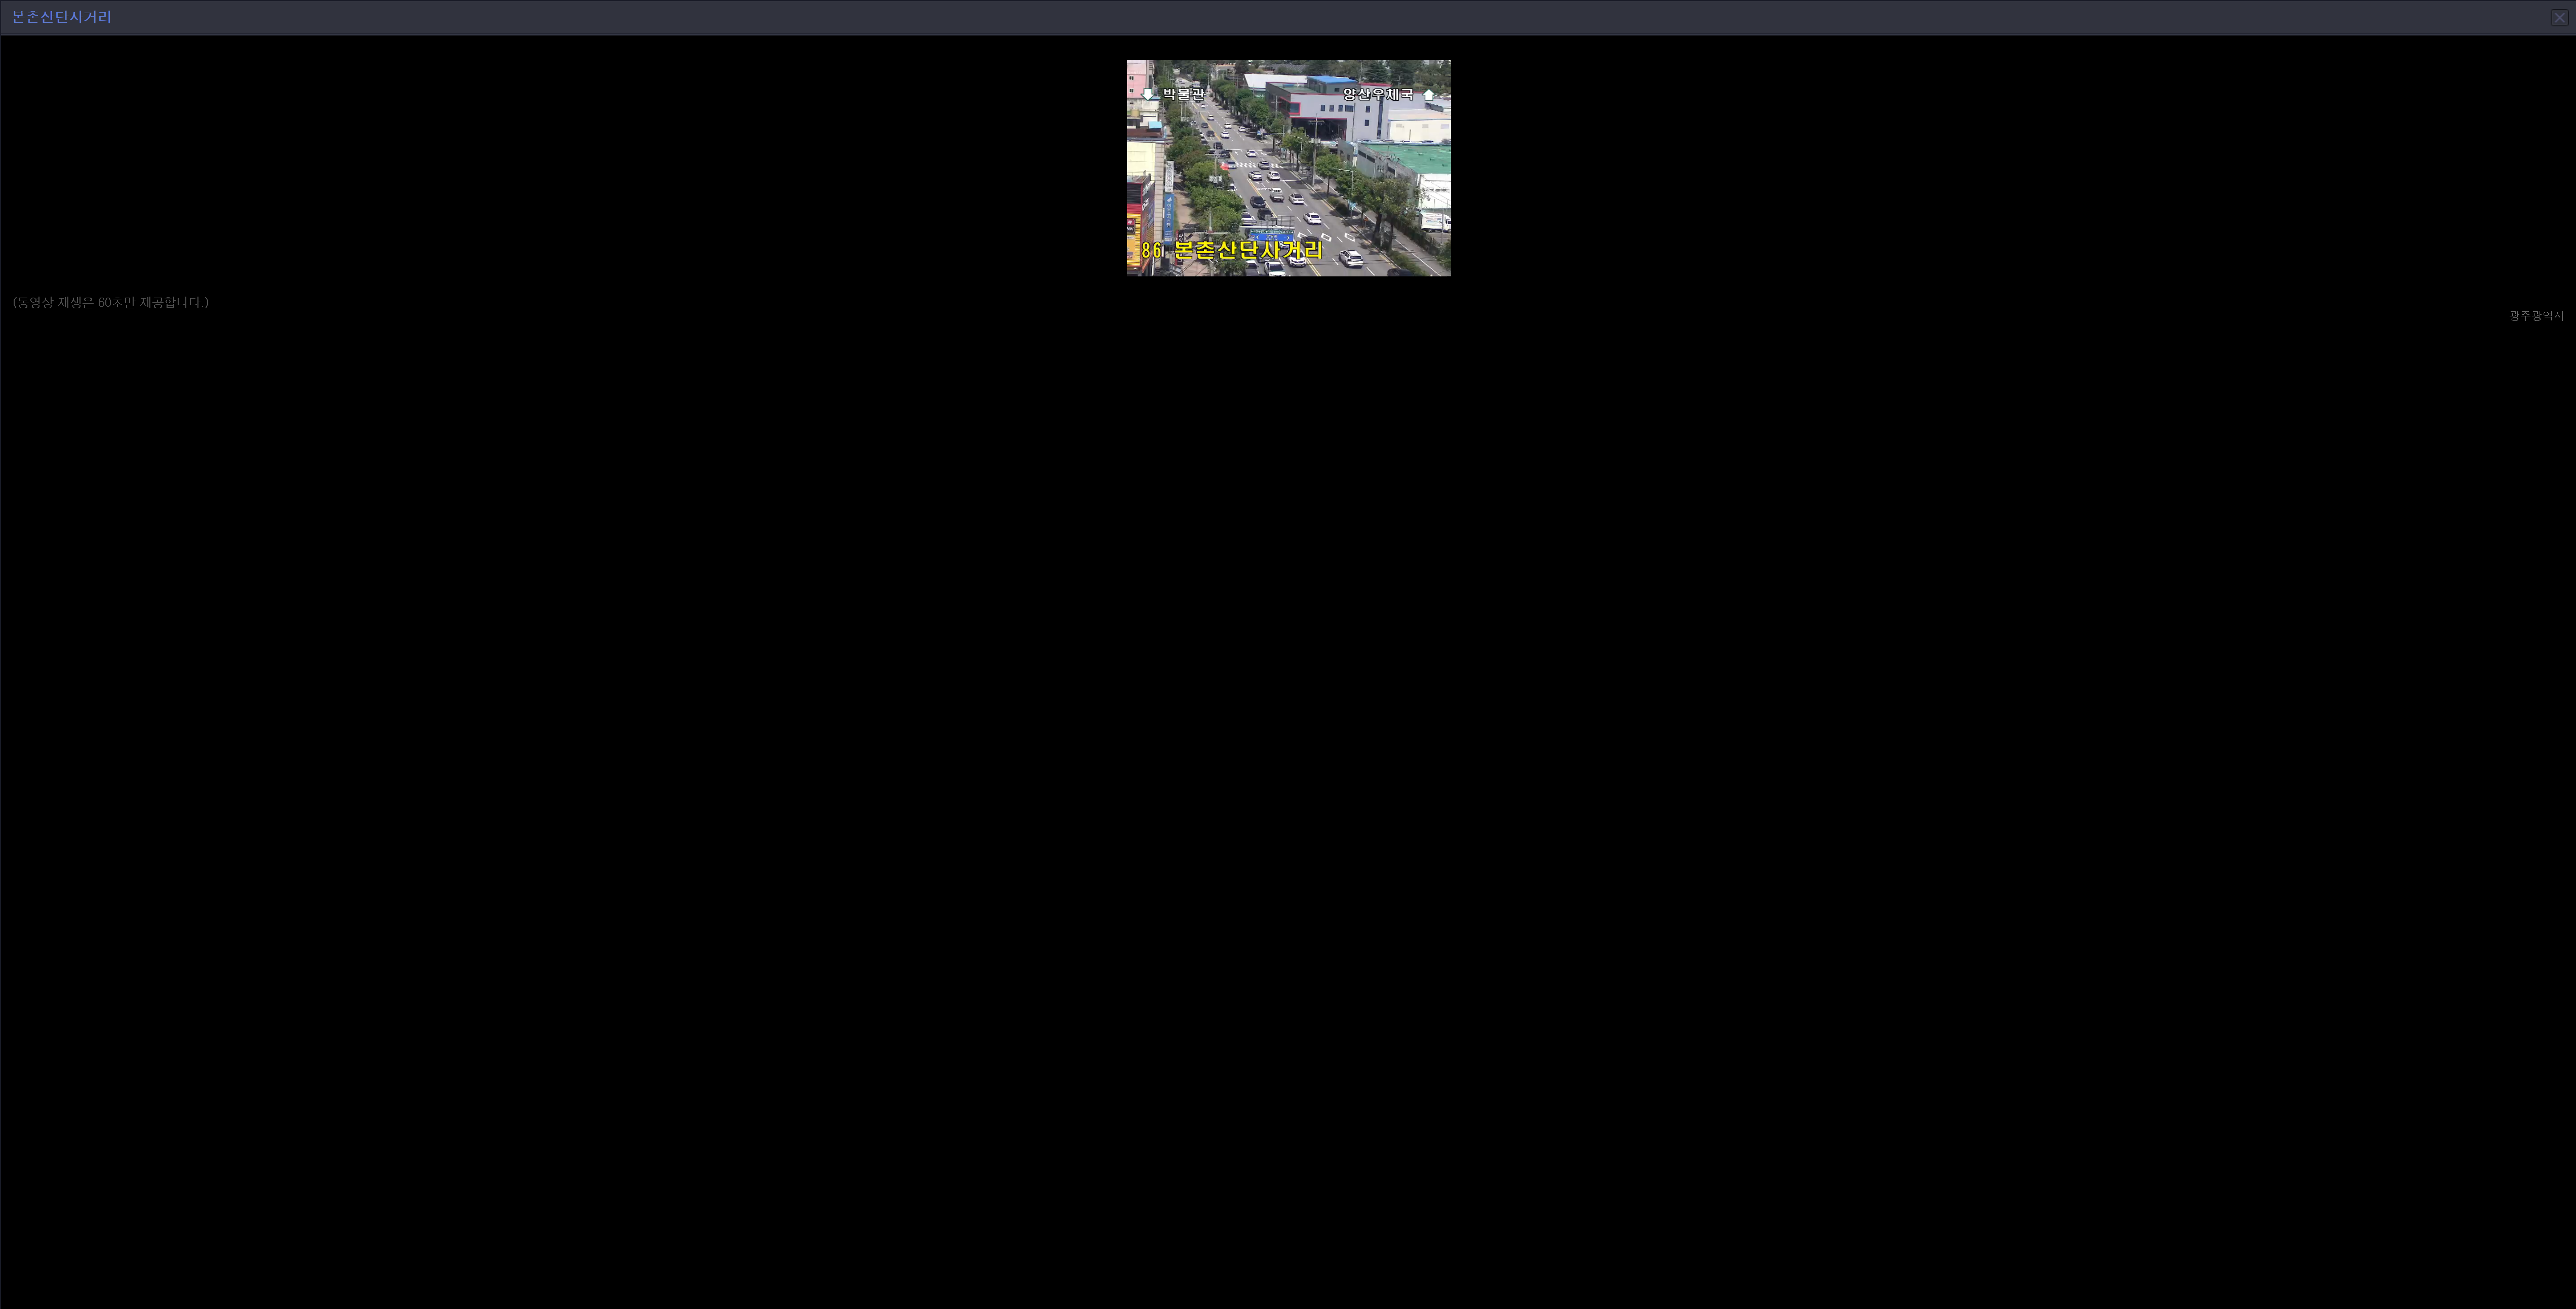 본촌산단사거리
⬇ 박물관
양산우체국 ⬆
86 본촌산단사거리
(동영상 재생은 60초만 제공합니다.)
광주광역시